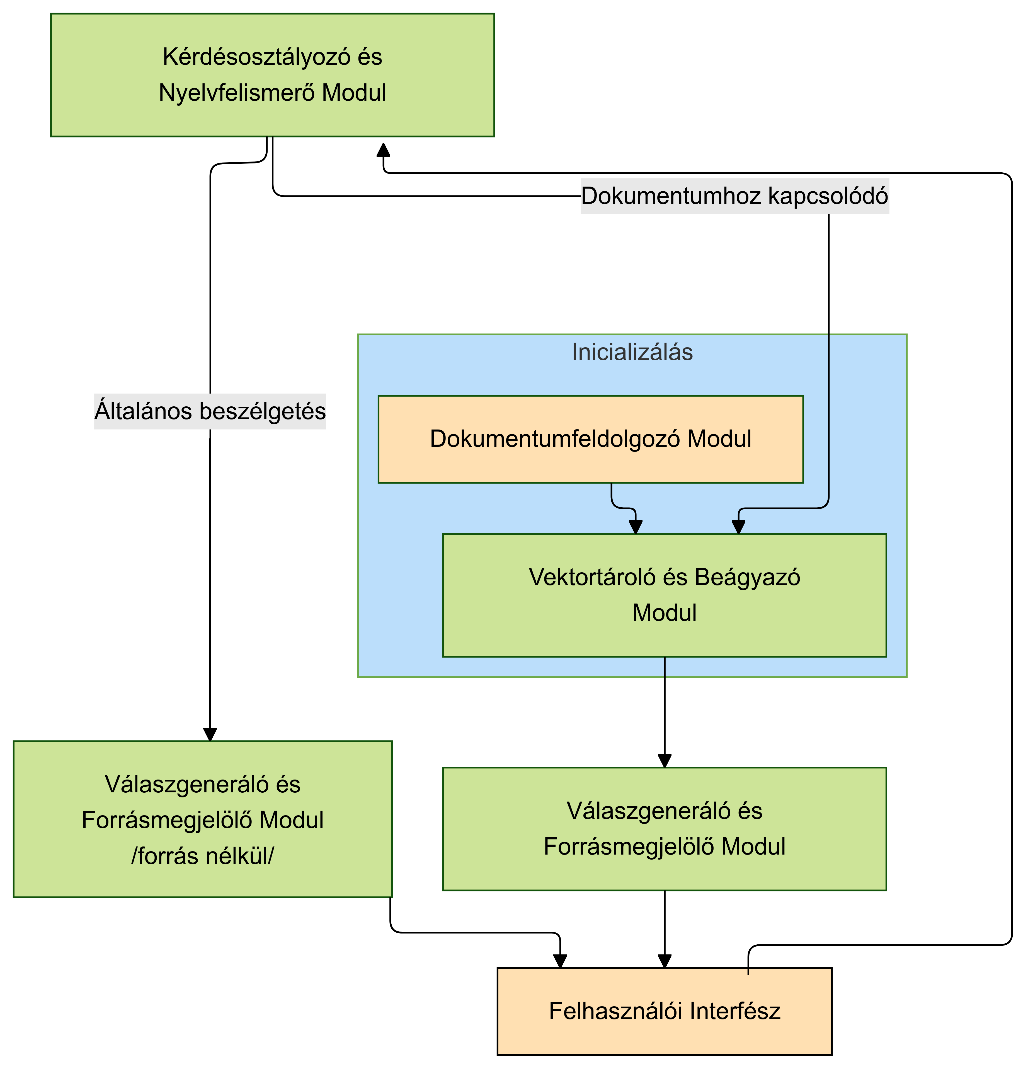 Kérdésosztályozó és
Nyelvfelismerő Modul
Dokumentumhoz kapcsolódó
Inicializálás
Általános beszélgetés
Dokumentumfeldolgozó Modul
Vektortároló és Beágyazó
Modul
Válaszgeneráló és
Forrásmegjelölő Modul
/forrás nélkül/
Válaszgeneráló és
Forrásmegjelölő Modul
Felhasználói Interfész